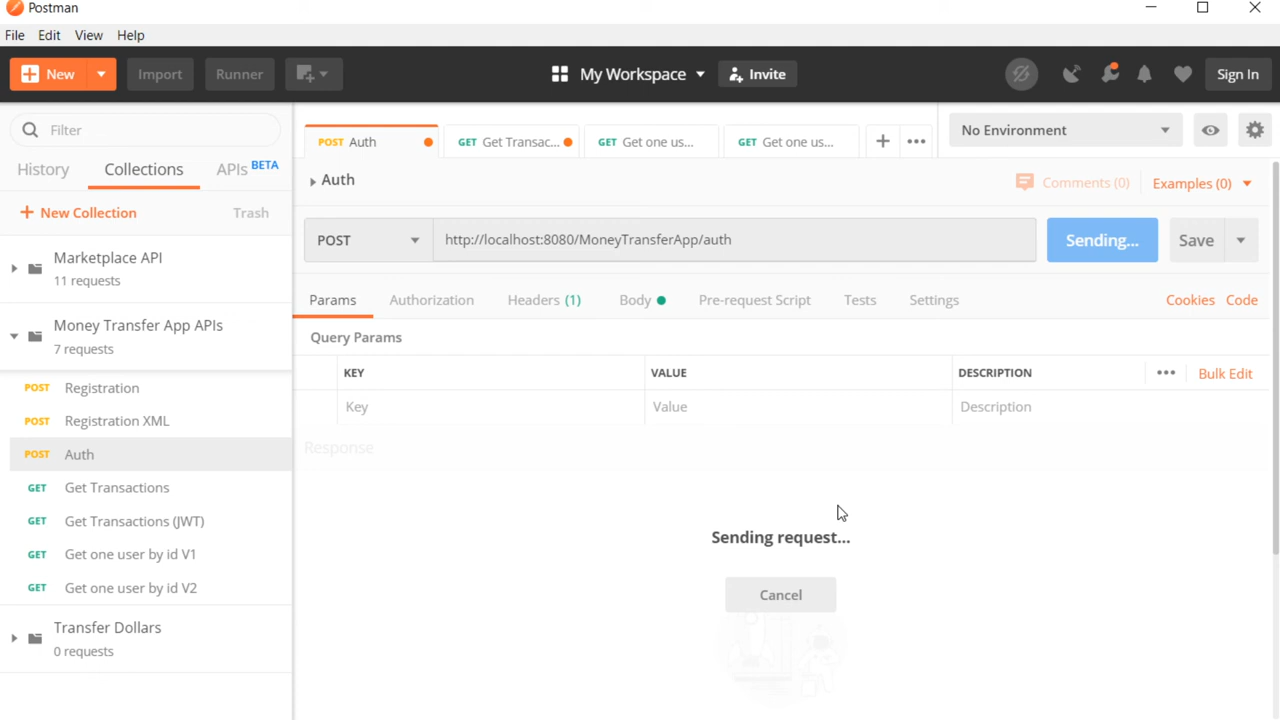 Postman
File Edit View Help
New Import Runner My Workspace Invite Sign In
Filter
History Collections APIs BETA
+ New Collection Trash
Marketplace API
11 requests
Money Transfer App APIs
7 requests
POST Registration
POST Registration XML
POST Auth
GET Get Transactions
GET Get Transactions (JWT)
GET Get one user by id V1
GET Get one user by id V2
Transfer Dollars
0 requests
POST Auth GET Get Transac... GET Get one us... GET Get one us... + ••• No Environment
Auth Comments (0) Examples (0)
POST http://localhost:8080/MoneyTransferApp/auth Sending... Save
Params Authorization Headers (1) Body Pre-request Script Tests Settings Cookies Code
Query Params
KEY VALUE DESCRIPTION ••• Bulk Edit
Key Value Description
Response
Sending request...
Cancel